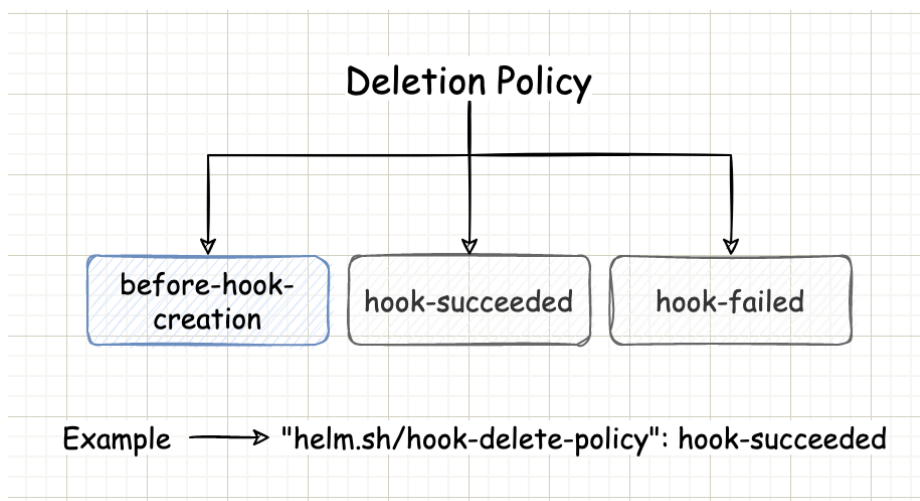 Deletion Policy
before-hook-
creation
hook-succeeded
hook-failed
Example "helm.sh/hook-delete-policy": hook-succeeded